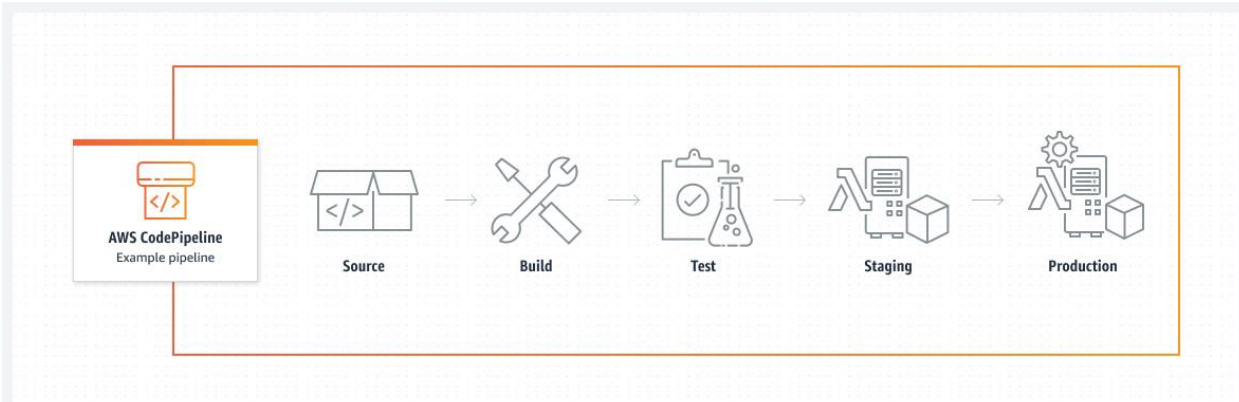 </>
AWS CodePipeline
Example pipeline
</>
Source
Build
Test
Staging
Production